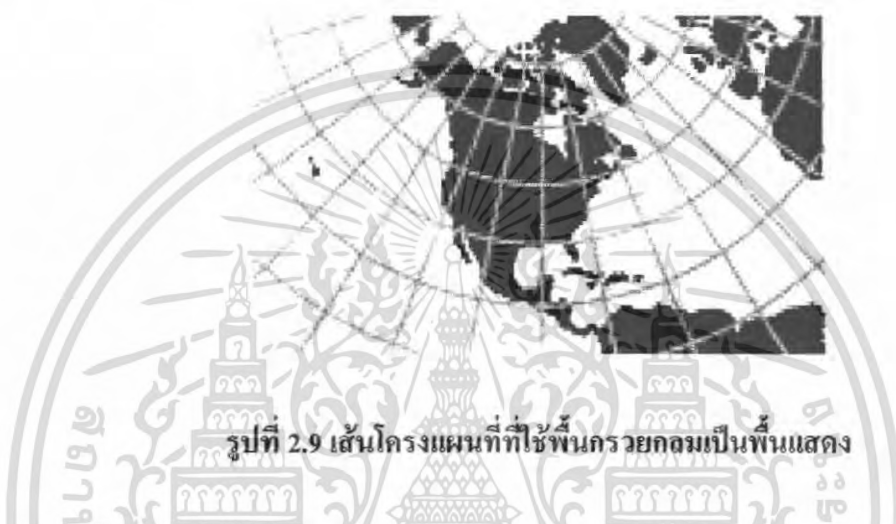 รูปที่ 2.9 เส้นโครงแผนที่ที่ใช้พื้นกรวยกลมเป็นพื้นแสดง